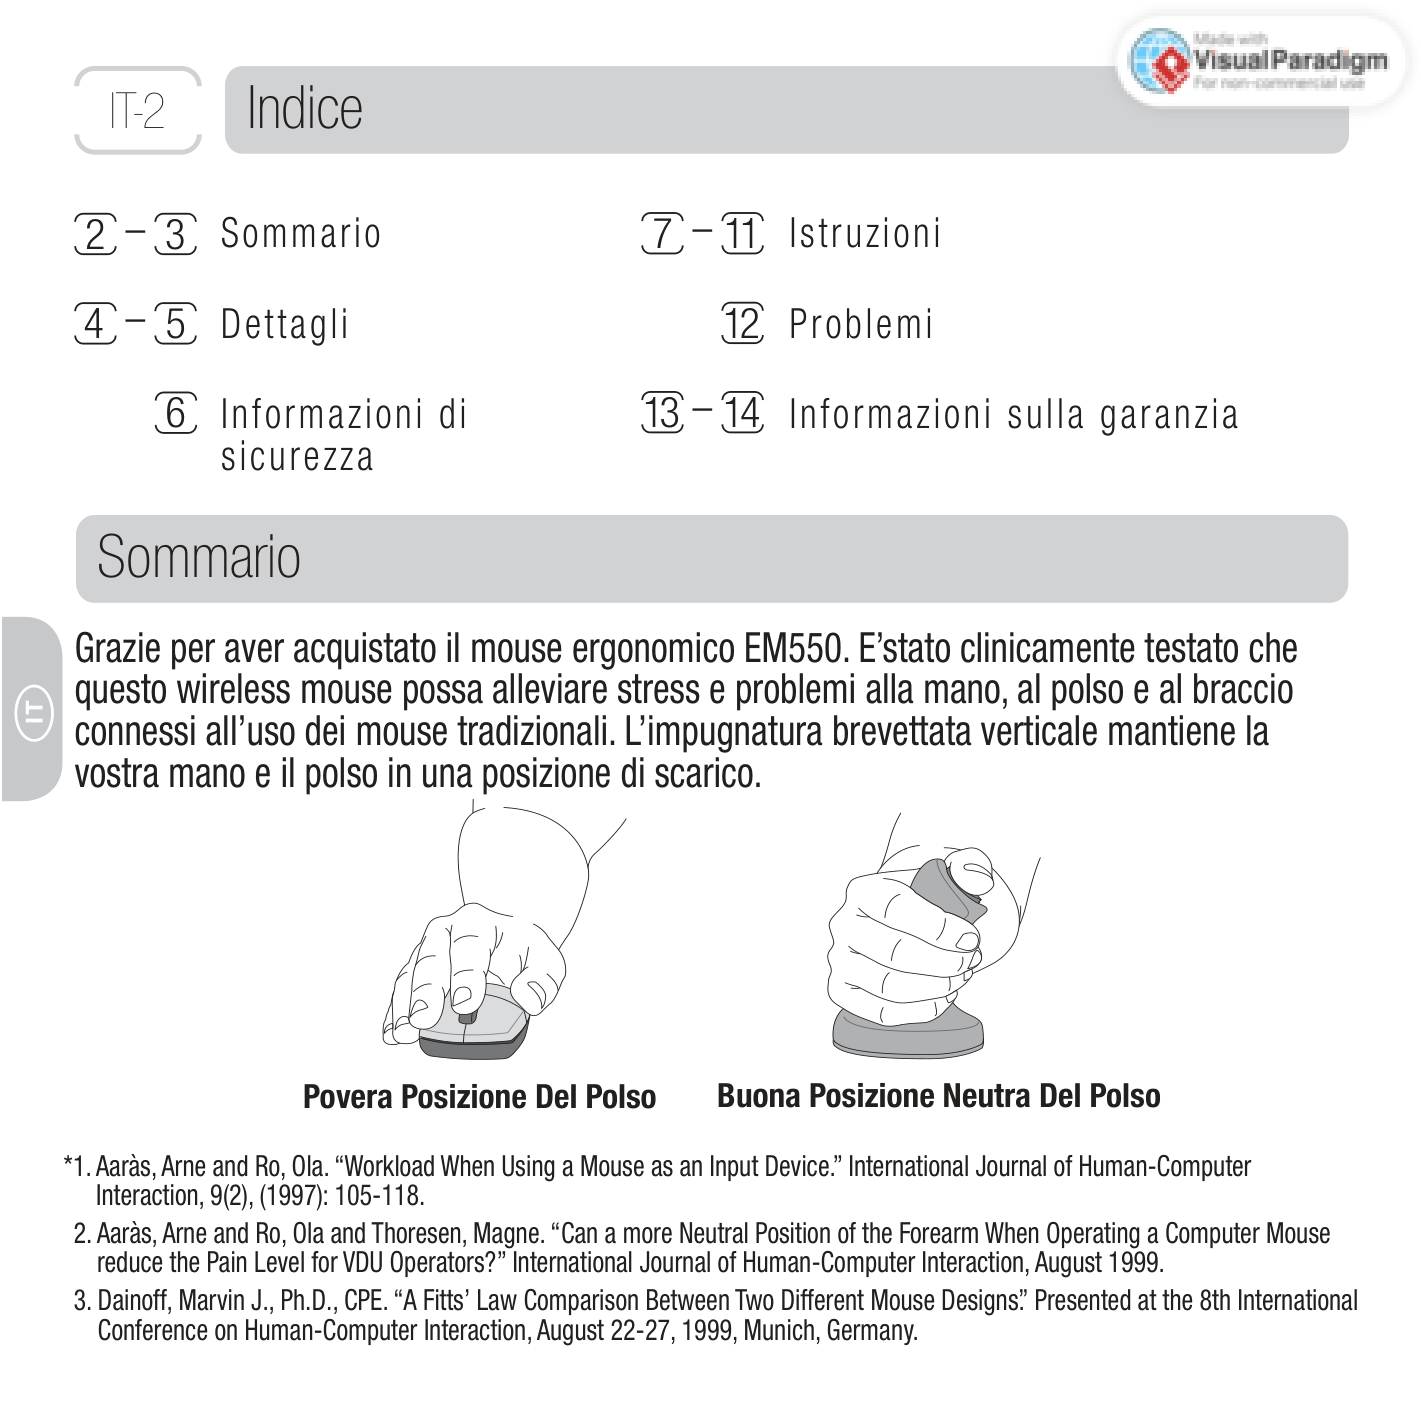 Made with
VisualParadigm
For non-commercial use
IT-2
Indice
2 – 3 Sommario
7 – 11 Istruzioni
4 – 5 Dettagli
12 Problemi
6 Informazioni di
sicurezza
13 – 14 Informazioni sulla garanzia
Sommario
IT
Grazie per aver acquistato il mouse ergonomico EM550. E’stato clinicamente testato che
questo wireless mouse possa alleviare stress e problemi alla mano, al polso e al braccio
connessi all’uso dei mouse tradizionali. L’impugnatura brevettata verticale mantiene la
vostra mano e il polso in una posizione di scarico.
Povera Posizione Del Polso
Buona Posizione Neutra Del Polso
*1. Aaràs, Arne and Ro, Ola. “Workload When Using a Mouse as an Input Device.” International Journal of Human-Computer
Interaction, 9(2), (1997): 105-118.
2. Aaràs, Arne and Ro, Ola and Thoresen, Magne. “Can a more Neutral Position of the Forearm When Operating a Computer Mouse
reduce the Pain Level for VDU Operators?” International Journal of Human-Computer Interaction, August 1999.
3. Dainoff, Marvin J., Ph.D., CPE. “A Fitts’ Law Comparison Between Two Different Mouse Designs.” Presented at the 8th International
Conference on Human-Computer Interaction, August 22-27, 1999, Munich, Germany.